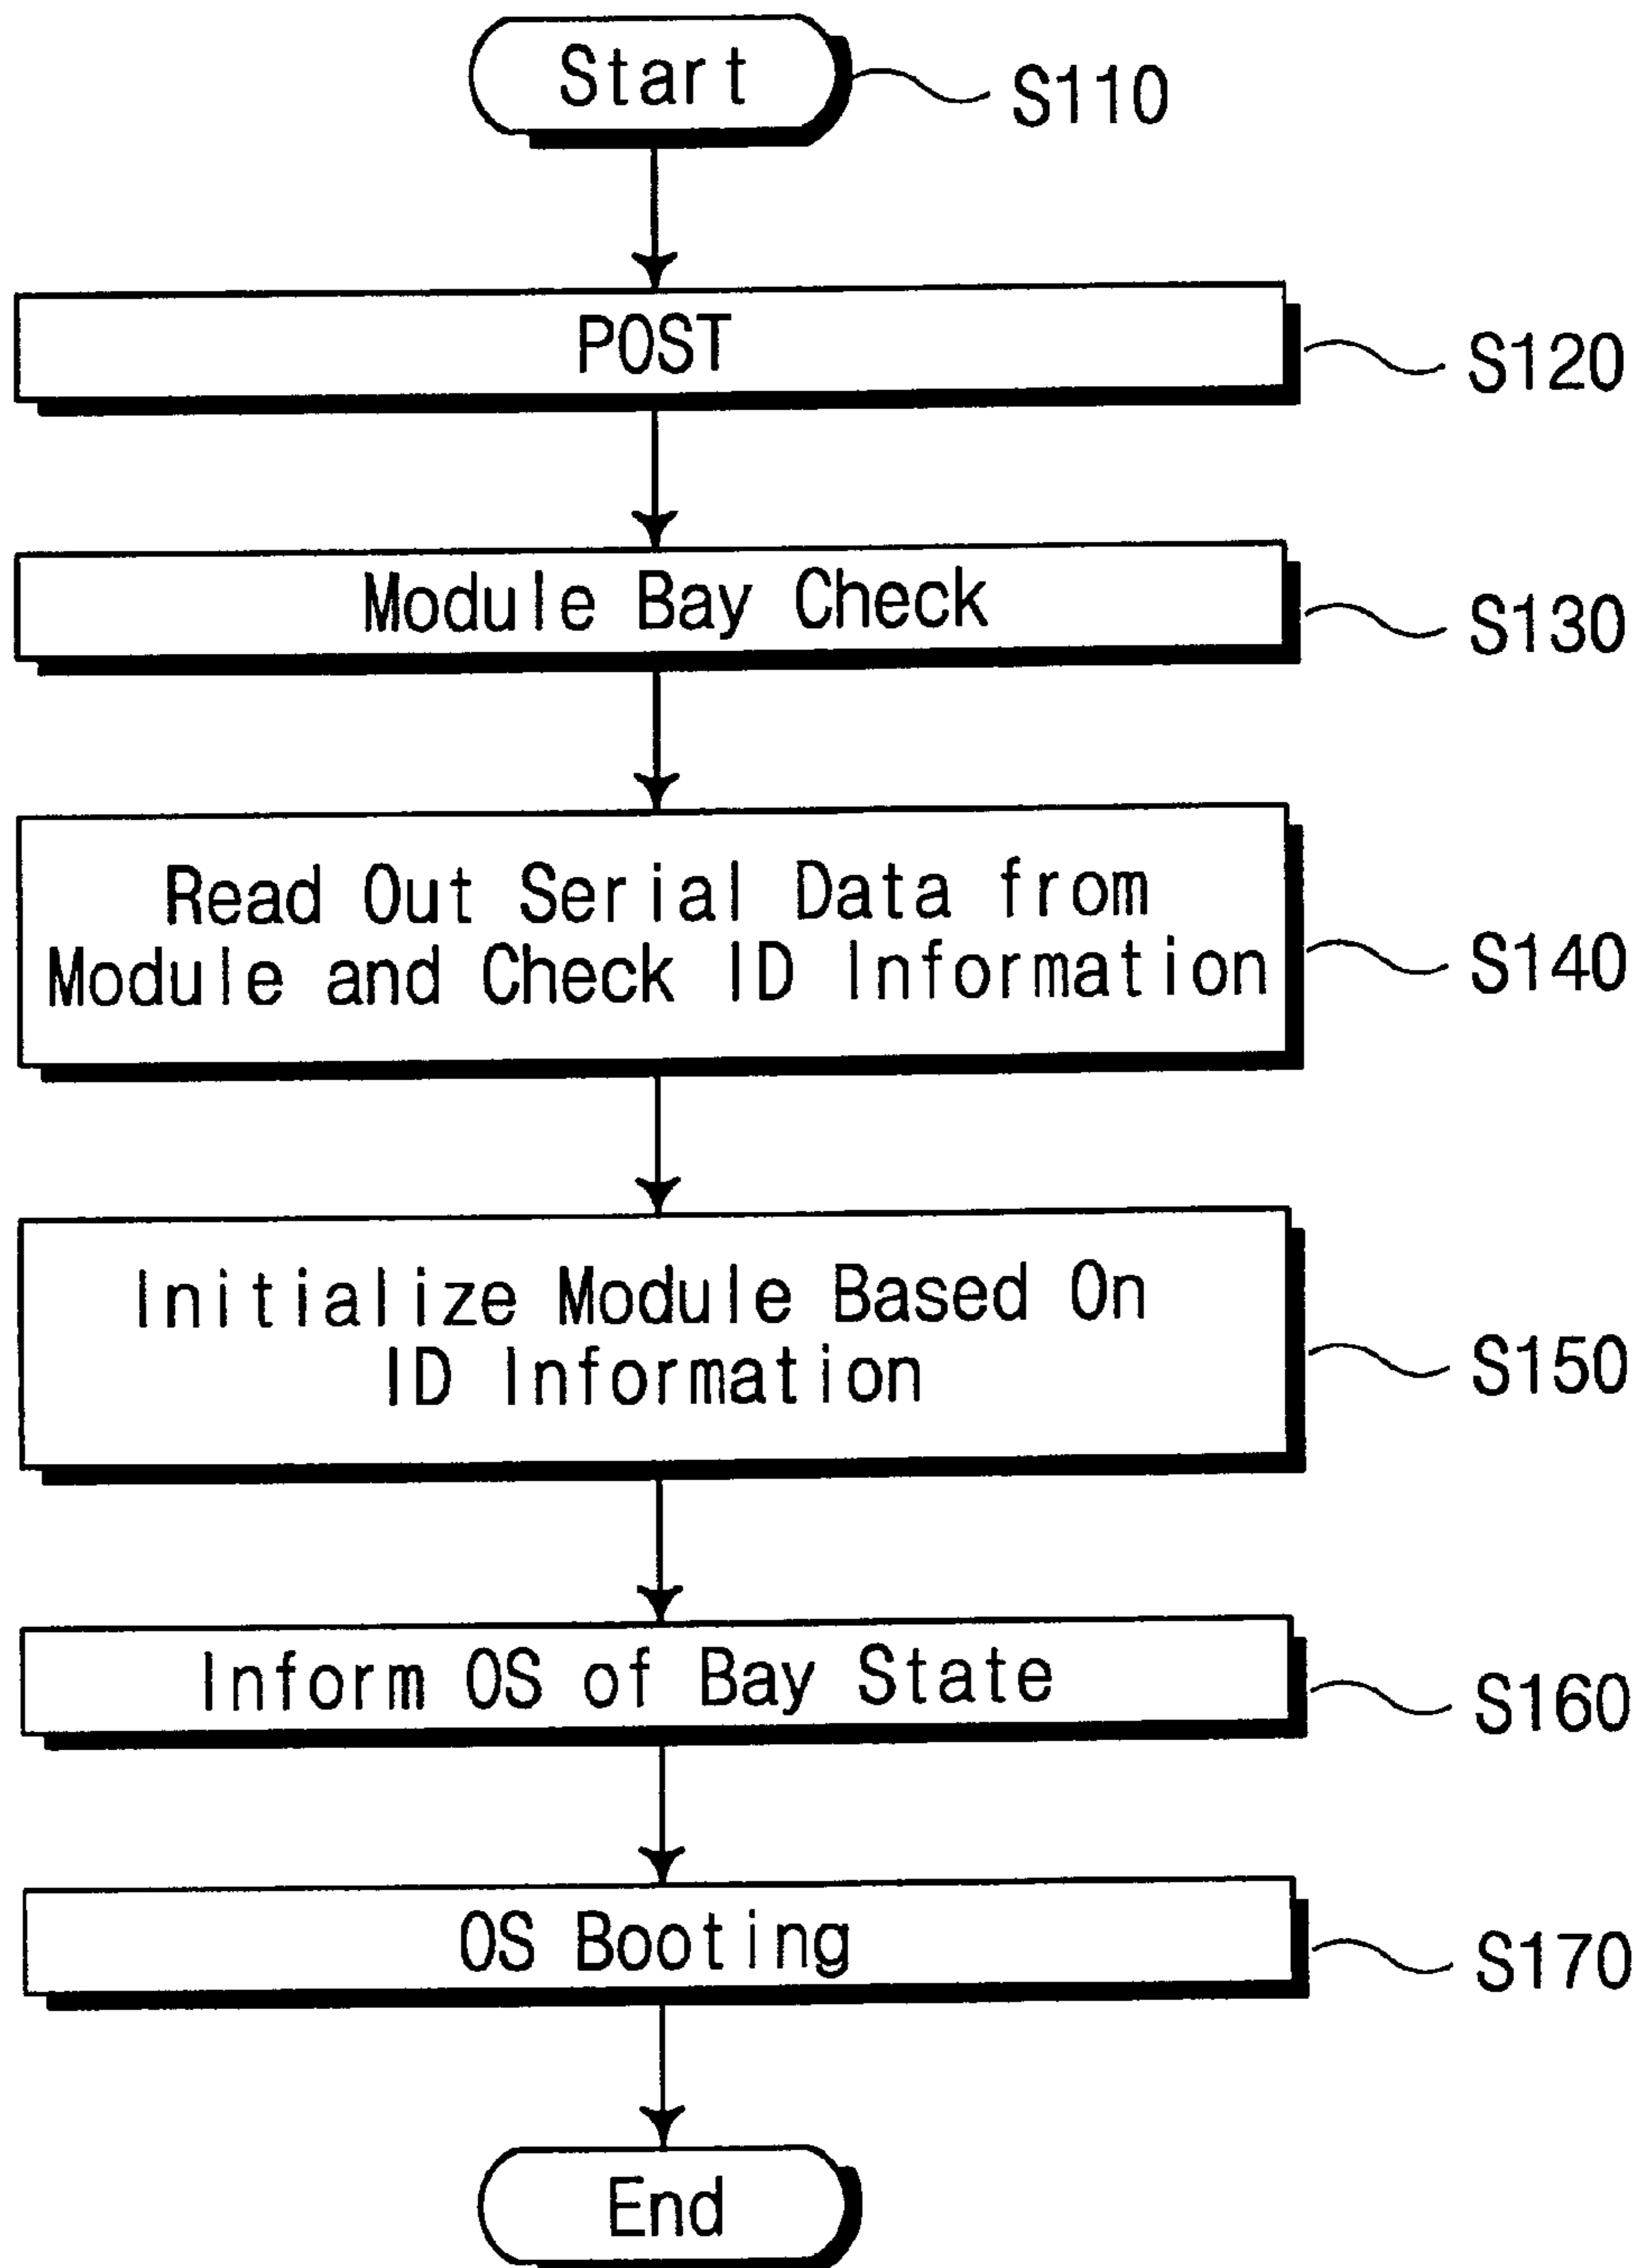 Start
S110
POST
S120
Module Bay Check
S130
Read Out Serial Data from
Module and Check ID Information
S140
Initialize Module Based On
ID Information
S150
Inform OS of Bay State
S160
OS Booting
S170
End